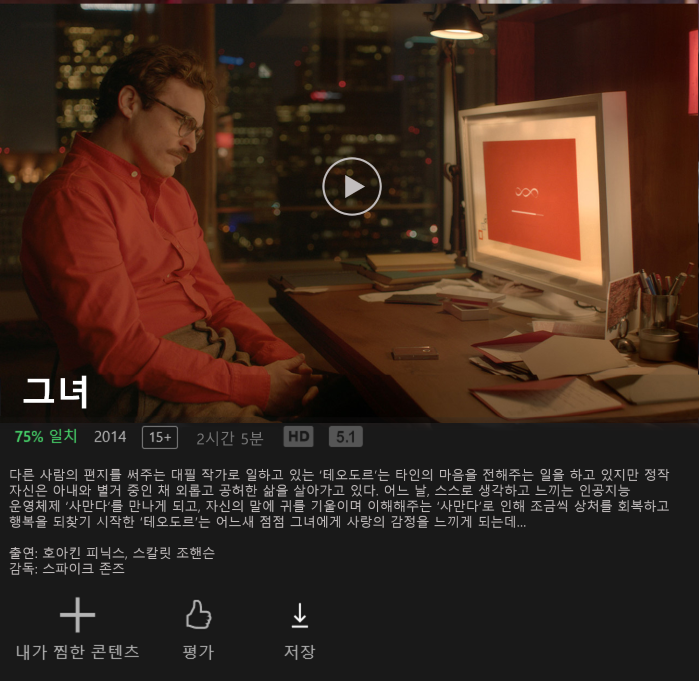 그녀
75% 일치 2014 15+ 2시간 5분 HD 5.1
다른 사람의 편지를 써주는 대필 작가로 일하고 있는 '테오도르'는 타인의 마음을 전해주는 일을 하고 있지만 정작
자신은 아내와 별거 중인 채 외롭고 공허한 삶을 살아가고 있다. 어느 날, 스스로 생각하고 느끼는 인공지능
운영체제 '사만다'를 만나게 되고, 자신의 말에 귀를 기울이며 이해해주는 '사만다'로 인해 조금씩 상처를 회복하고
행복을 되찾기 시작한 '테오도르'는 어느새 점점 그녀에게 사랑의 감정을 느끼게 되는데...
출연: 호아킨 피닉스, 스칼릿 조핸슨
감독: 스파이크 존즈
내가 찜한 콘텐츠 평가 저장